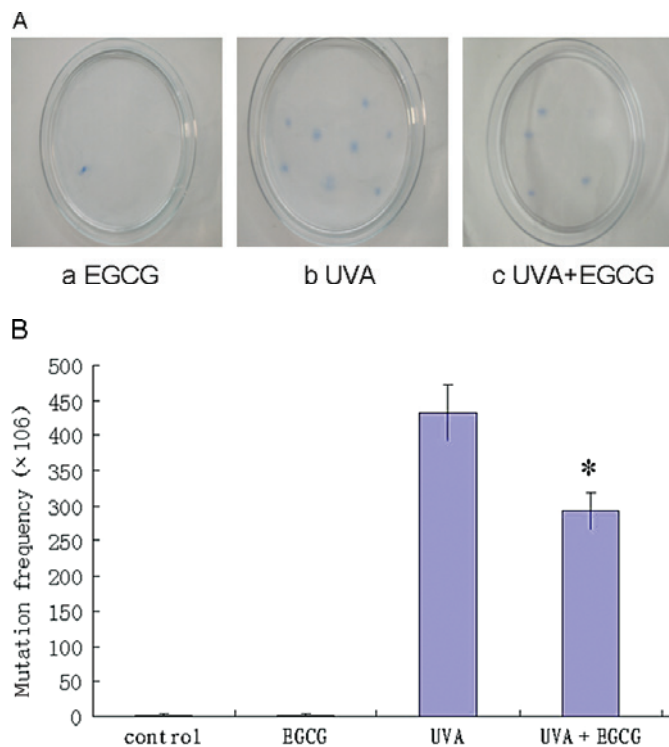 A
a EGCG
b UVA
c UVA+EGCG
B
Mutation frequency (×106)
500
450
400
350
300
250
200
150
100
50
0
*
control
EGCG
UVA
UVA + EGCG